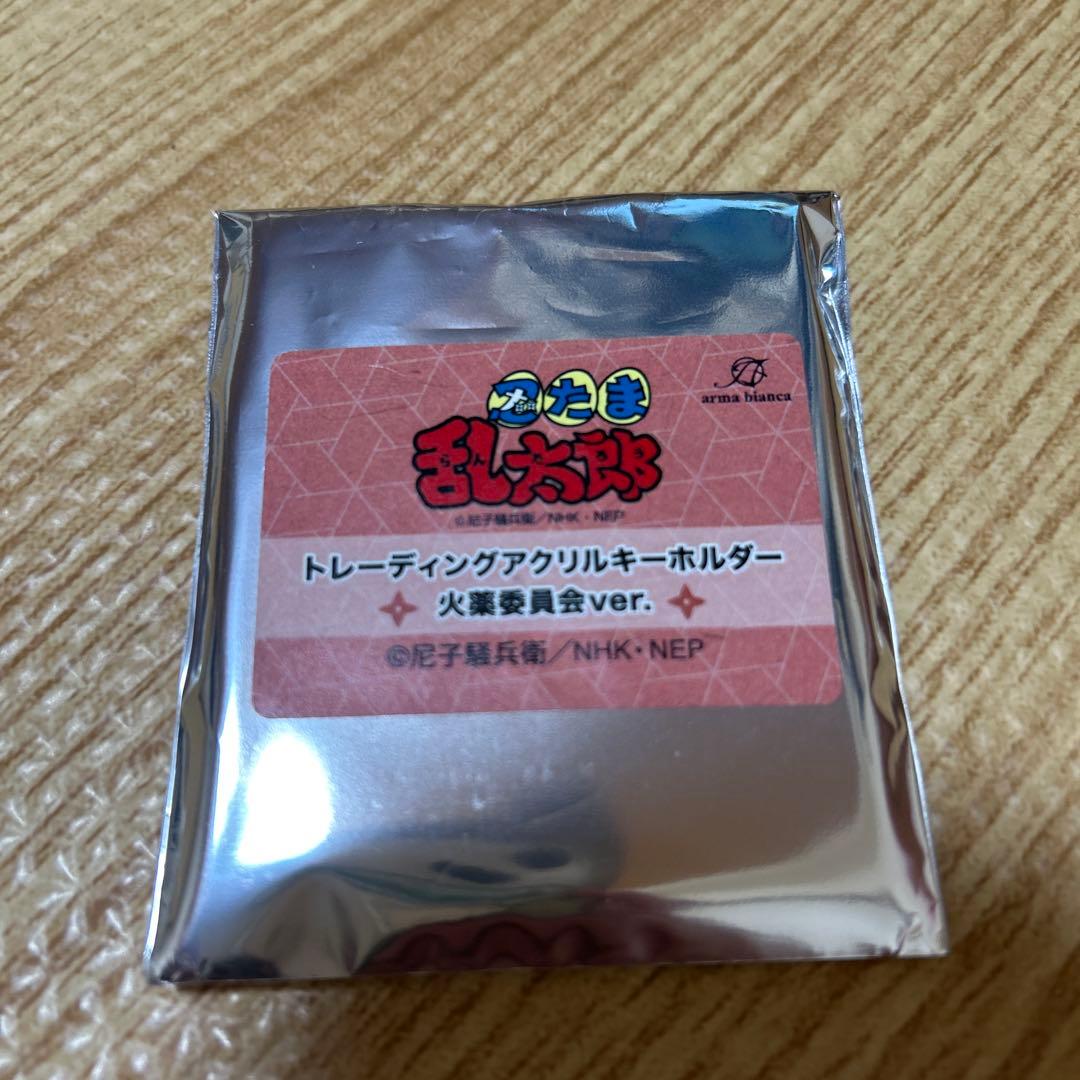 忍たま
乱太郎
らん
©尼子騒兵衛／NHK・NEP
arma bianca
トレーディングアクリルキーホルダー
火薬委員会ver.
©尼子騒兵衛／NHK・NEP